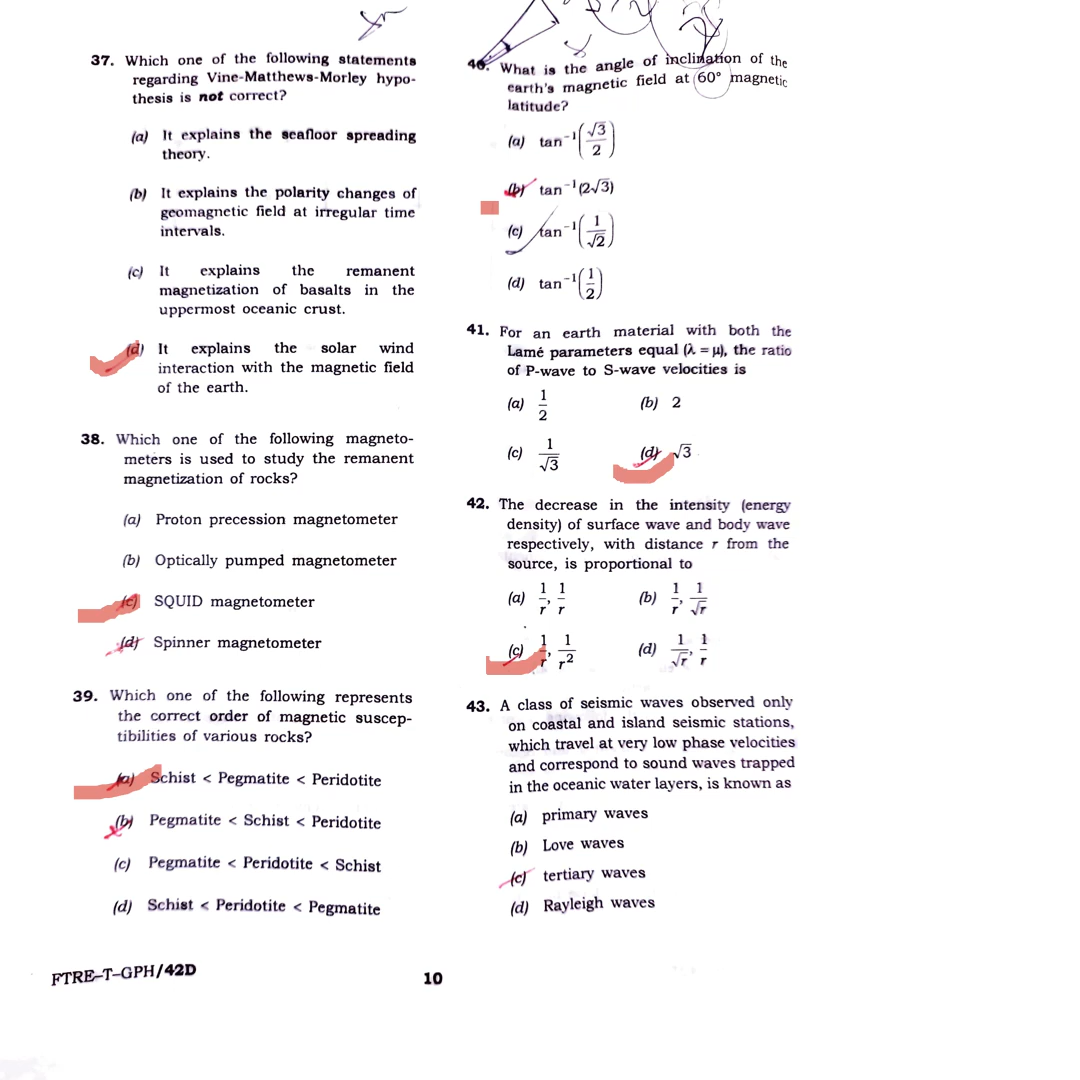 37. Which one of the following statements
regarding Vine-Matthews-Morley hypo-
thesis is not correct?
(a) It explains the seafloor spreading
theory.
(b) It explains the polarity changes of
geomagnetic field at irregular time
intervals.
(c) It explains the remanent
magnetization of basalts in the
uppermost oceanic crust.
(d) It explains the solar wind
interaction with the magnetic field
of the earth.
38. Which one of the following magneto-
meters is used to study the remanent
magnetization of rocks?
(a) Proton precession magnetometer
(b) Optically pumped magnetometer
(c) SQUID magnetometer
(d) Spinner magnetometer
39. Which one of the following represents
the correct order of magnetic suscep-
tibilities of various rocks?
(a) Schist < Pegmatite < Peridotite
(b) Pegmatite < Schist < Peridotite
(c) Pegmatite < Peridotite < Schist
(d) Schist < Peridotite < Pegmatite
40. What is the angle of inclination of the
earth's magnetic field at 60° magnetic
latitude?
(a) tan⁻¹(√3/2)
(b) tan⁻¹(2√3)
(c) tan⁻¹(1/√2)
(d) tan⁻¹(1/2)
41. For an earth material with both the
Lamé parameters equal (λ = μ), the ratio
of P-wave to S-wave velocities is
(a) 1/2 (b) 2
(c) 1/√3 (d) √3
42. The decrease in the intensity (energy
density) of surface wave and body wave
respectively, with distance r from the
source, is proportional to
(a) 1/r, 1/r (b) 1/r, 1/√r
(c) 1/r, 1/r² (d) 1/√r, 1/r
43. A class of seismic waves observed only
on coastal and island seismic stations,
which travel at very low phase velocities
and correspond to sound waves trapped
in the oceanic water layers, is known as
(a) primary waves
(b) Love waves
(c) tertiary waves
(d) Rayleigh waves
FTRE–T–GPH/42D
10